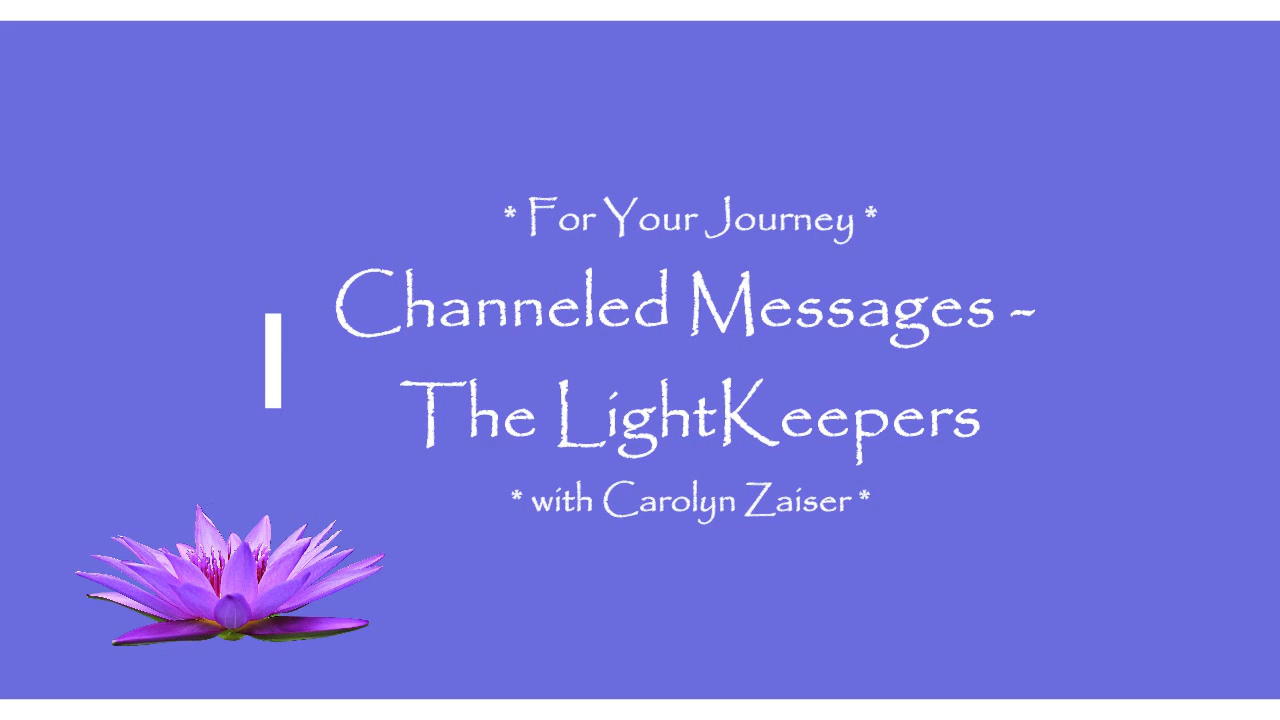 * For Your Journey *
Channeled Messages -
The LightKeepers
* with Carolyn Zaiser *